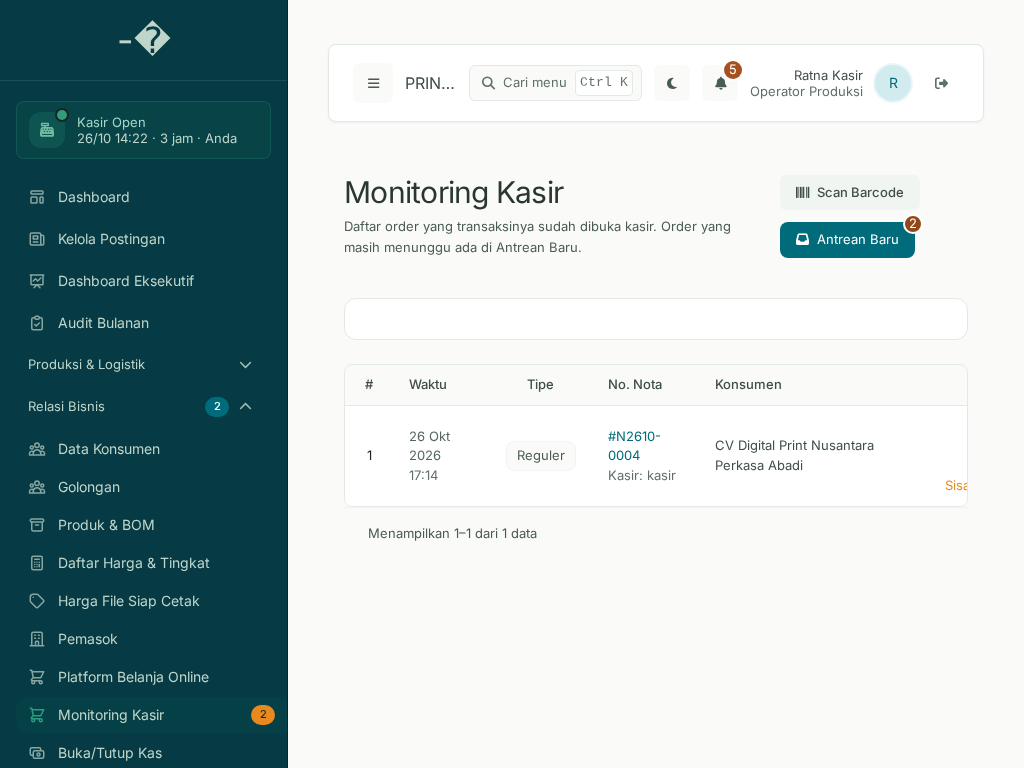 Kasir Open
26/10 14:22 · 3 jam · Anda
Dashboard
Kelola Postingan
Dashboard Eksekutif
Audit Bulanan
Produksi & Logistik
Relasi Bisnis 2
Data Konsumen
Golongan
Produk & BOM
Daftar Harga & Tingkat
Harga File Siap Cetak
Pemasok
Platform Belanja Online
Monitoring Kasir 2
Buka/Tutup Kas
PRIN...
Cari menu Ctrl K
5
Ratna Kasir
Operator Produksi
R
Monitoring Kasir
Daftar order yang transaksinya sudah dibuka kasir. Order yang
masih menunggu ada di Antrean Baru.
Scan Barcode
Antrean Baru 2
# Waktu Tipe No. Nota Konsumen
1
26 Okt
2026
17:14
Reguler
#N2610-
0004
Kasir: kasir
CV Digital Print Nusantara
Perkasa Abadi
Sisa
Menampilkan 1–1 dari 1 data